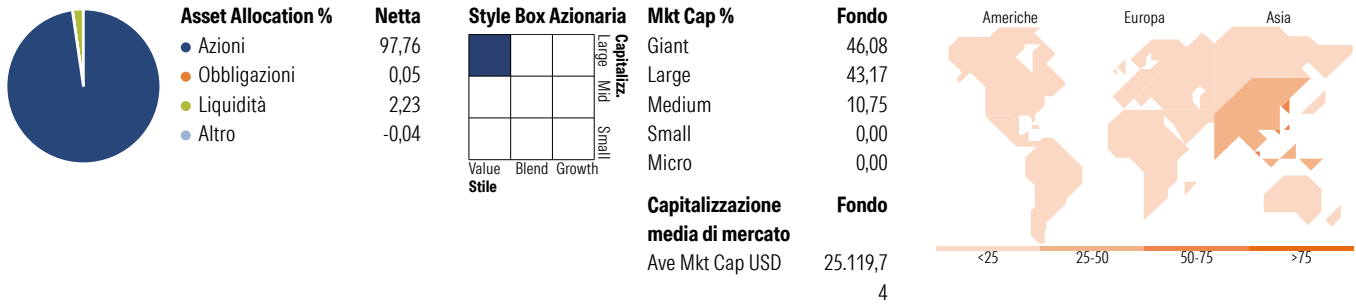 Asset Allocation % Netta
Azioni 97,76
Obbligazioni 0,05
Liquidità 2,23
Altro -0,04
Style Box Azionaria
Large Mid Small
Capitalizz.
Value Blend Growth
Stile
Mkt Cap % Fondo
Giant 46,08
Large 43,17
Medium 10,75
Small 0,00
Micro 0,00
Capitalizzazione Fondo
media di mercato
Ave Mkt Cap USD 25.119,7
4
Americhe Europa Asia
<25 25-50 50-75 >75